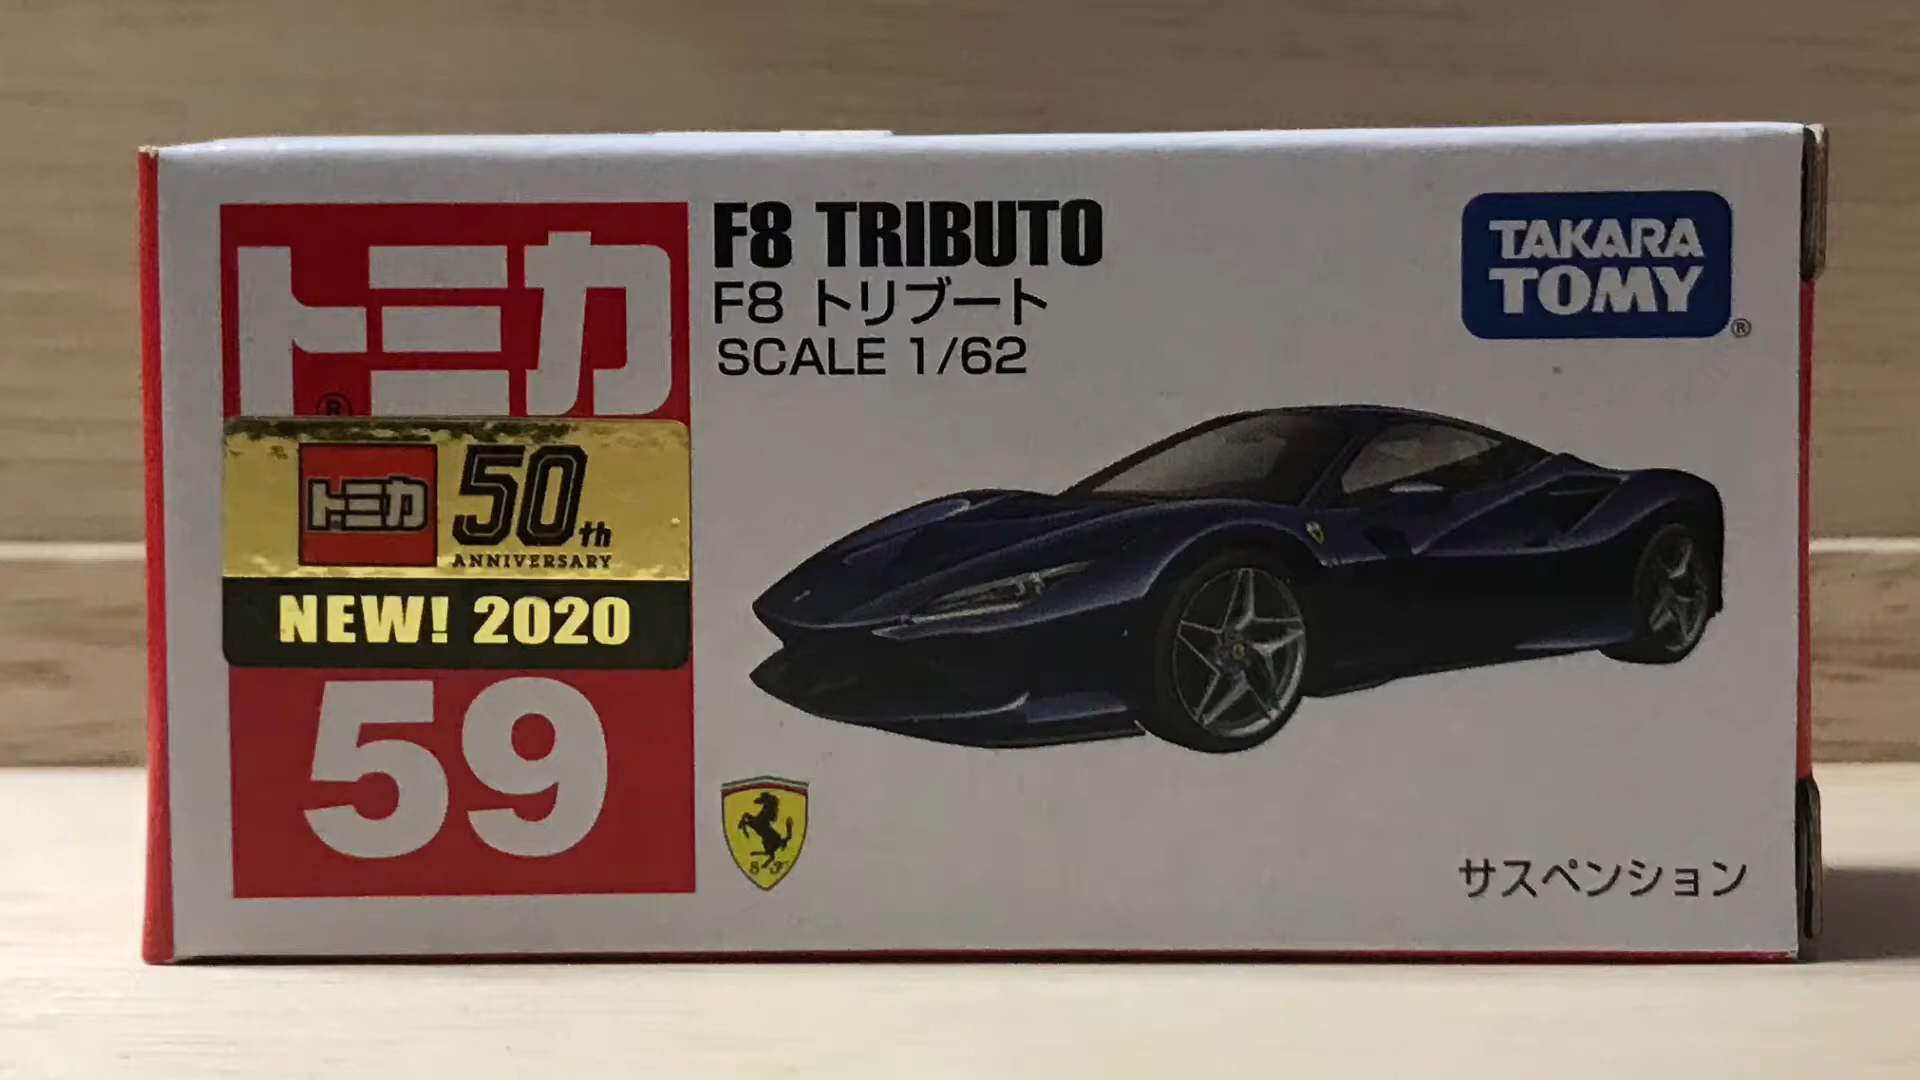 トミカ
®
トミカ 50th
ANNIVERSARY
NEW! 2020
59
F8 TRIBUTO
F8 トリブート
SCALE 1/62
TAKARA
TOMY
®
サスペンション